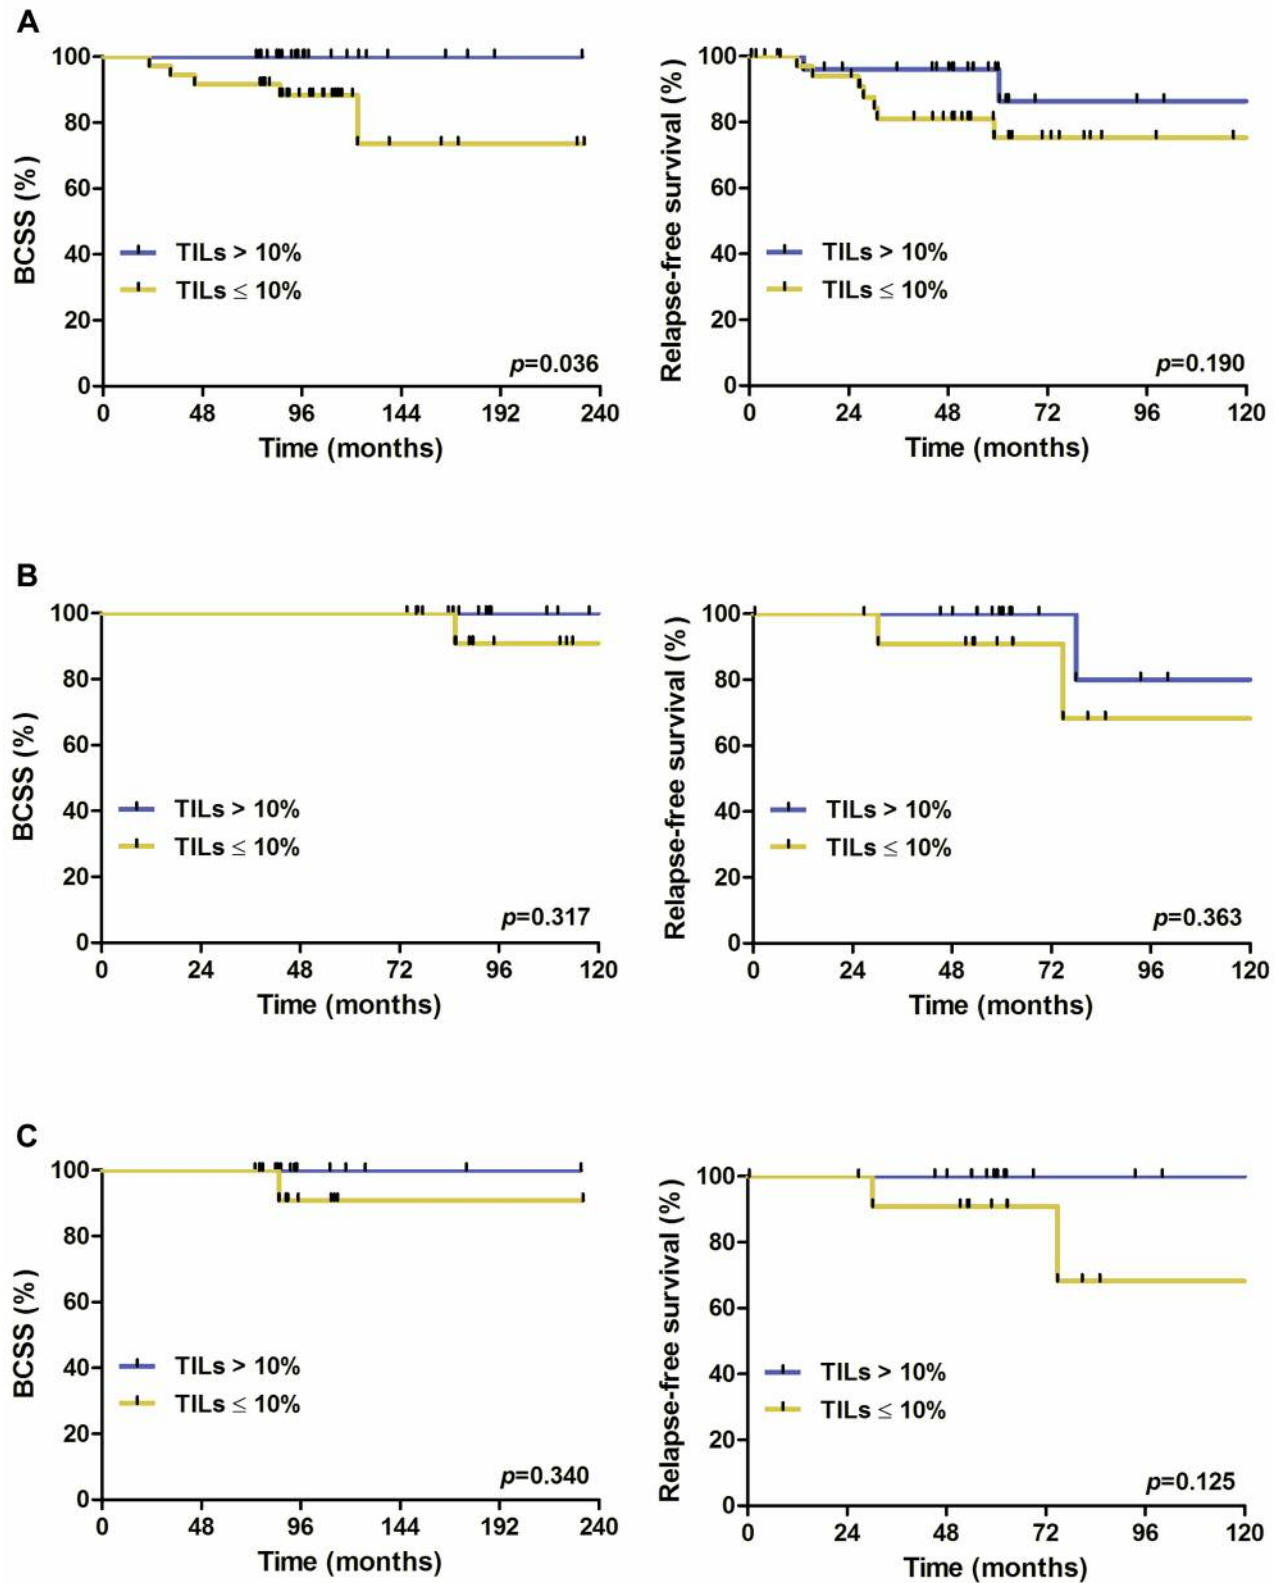 A
BCSS (%)
100
80
60
40
20
0
TILs > 10%
TILs ≤ 10%
p=0.036
0 48 96 144 192 240
Time (months)
Relapse-free survival (%)
100
80
60
40
20
0
TILs > 10%
TILs ≤ 10%
p=0.190
0 24 48 72 96 120
Time (months)
B
BCSS (%)
100
80
60
40
20
0
TILs > 10%
TILs ≤ 10%
p=0.317
0 24 48 72 96 120
Time (months)
Relapse-free survival (%)
100
80
60
40
20
0
TILs > 10%
TILs ≤ 10%
p=0.363
0 24 48 72 96 120
Time (months)
C
BCSS (%)
100
80
60
40
20
0
TILs > 10%
TILs ≤ 10%
p=0.340
0 48 96 144 192 240
Time (months)
Relapse-free survival (%)
100
80
60
40
20
0
TILs > 10%
TILs ≤ 10%
p=0.125
0 24 48 72 96 120
Time (months)